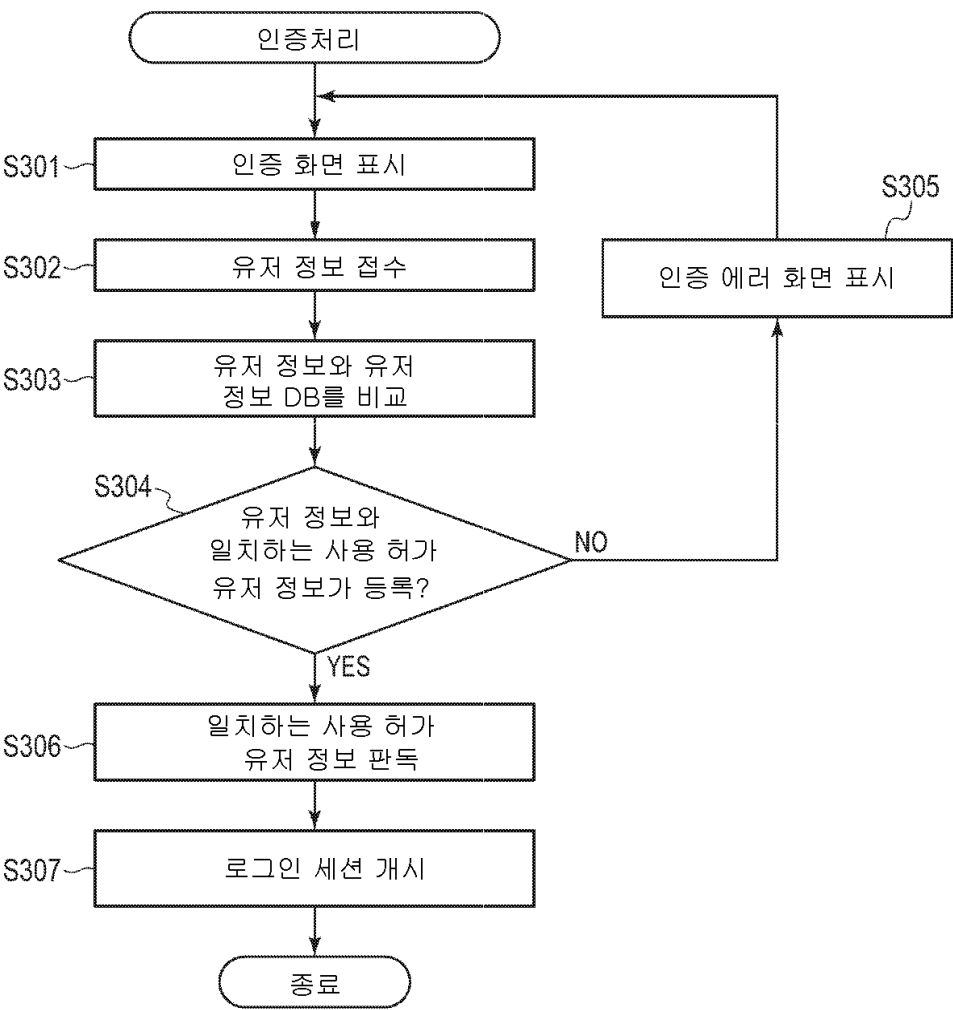 인증처리
S301
인증 화면 표시
S305
인증 에러 화면 표시
S302
유저 정보 접수
S303
유저 정보와 유저
정보 DB를 비교
S304
유저 정보와
일치하는 사용 허가
유저 정보가 등록?
NO
YES
S306
일치하는 사용 허가
유저 정보 판독
S307
로그인 세션 개시
종료